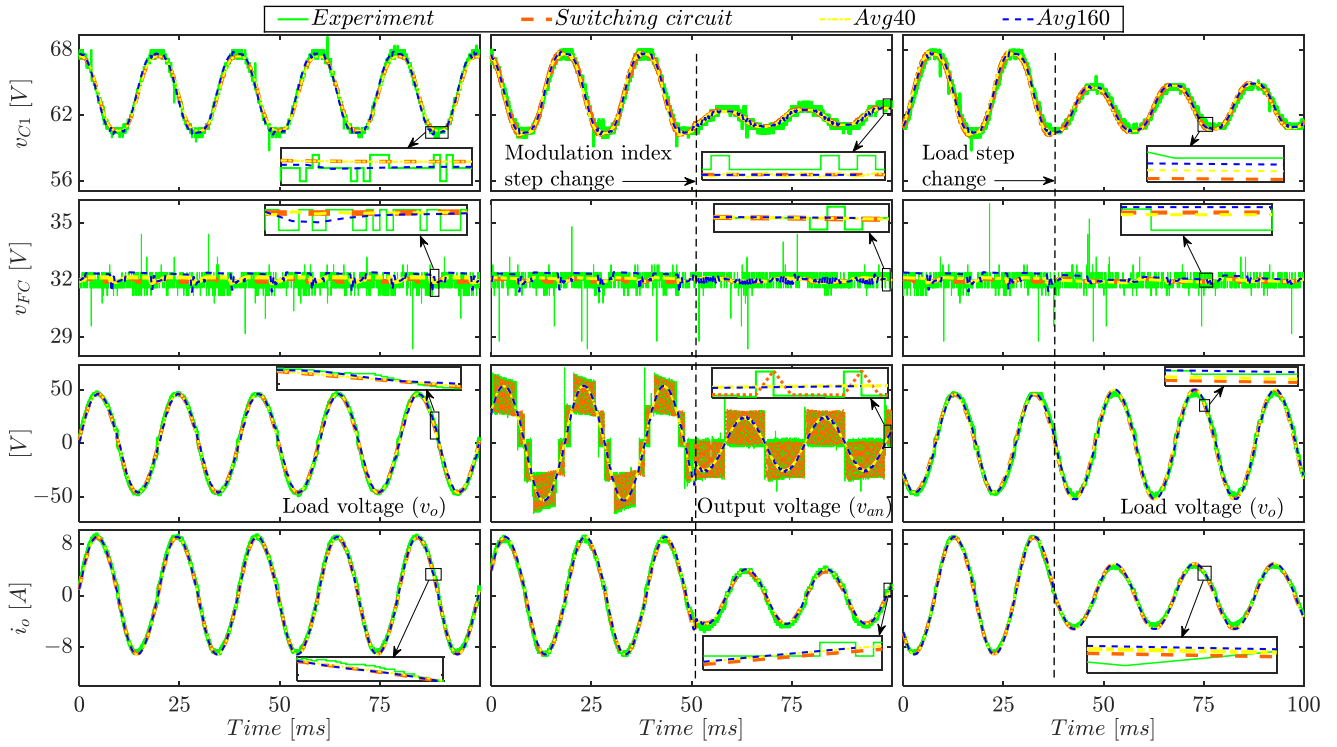 Experiment Switching circuit Avg40 Avg160
68
62
56
v_C1 [V]
Modulation index
step change
Load step
change
35
32
29
v_FC [V]
50
0
−50
[V]
Load voltage (v_o)
Output voltage (v_an)
Load voltage (v_o)
8
0
−8
i_o [A]
0 25 50 75 0 25 50 75 0 25 50 75 100
Time [ms] Time [ms] Time [ms]